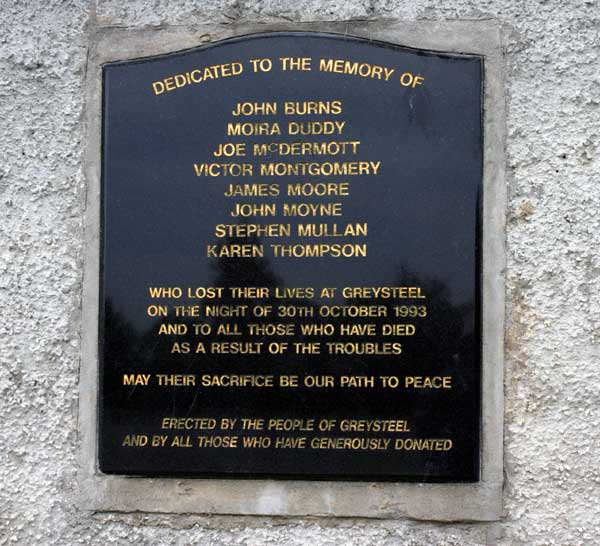 DEDICATED TO THE MEMORY OF
JOHN BURNS
MOIRA DUDDY
JOE McDERMOTT
VICTOR MONTGOMERY
JAMES MOORE
JOHN MOYNE
STEPHEN MULLAN
KAREN THOMPSON
WHO LOST THEIR LIVES AT GREYSTEEL
ON THE NIGHT OF 30TH OCTOBER 1993
AND TO ALL THOSE WHO HAVE DIED
AS A RESULT OF THE TROUBLES
MAY THEIR SACRIFICE BE OUR PATH TO PEACE
ERECTED BY THE PEOPLE OF GREYSTEEL
AND BY ALL THOSE WHO HAVE GENEROUSLY DONATED